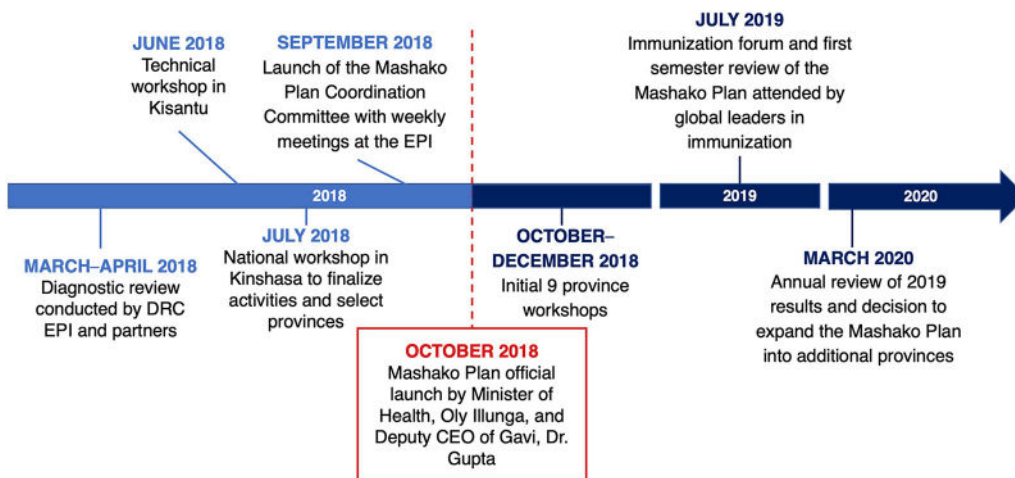 JUNE 2018
Technical
workshop in
Kisantu
SEPTEMBER 2018
Launch of the Mashako
Plan Coordination
Committee with weekly
meetings at the EPI
JULY 2019
Immunization forum and first
semester review of the
Mashako Plan attended by
global leaders in
immunization
2018
2019
2020
MARCH–APRIL 2018
Diagnostic review
conducted by DRC
EPI and partners
JULY 2018
National workshop in
Kinshasa to finalize
activities and select
provinces
OCTOBER 2018
Mashako Plan official
launch by Minister of
Health, Oly Illunga, and
Deputy CEO of Gavi, Dr.
Gupta
OCTOBER–
DECEMBER 2018
Initial 9 province
workshops
MARCH 2020
Annual review of 2019
results and decision to
expand the Mashako Plan
into additional provinces